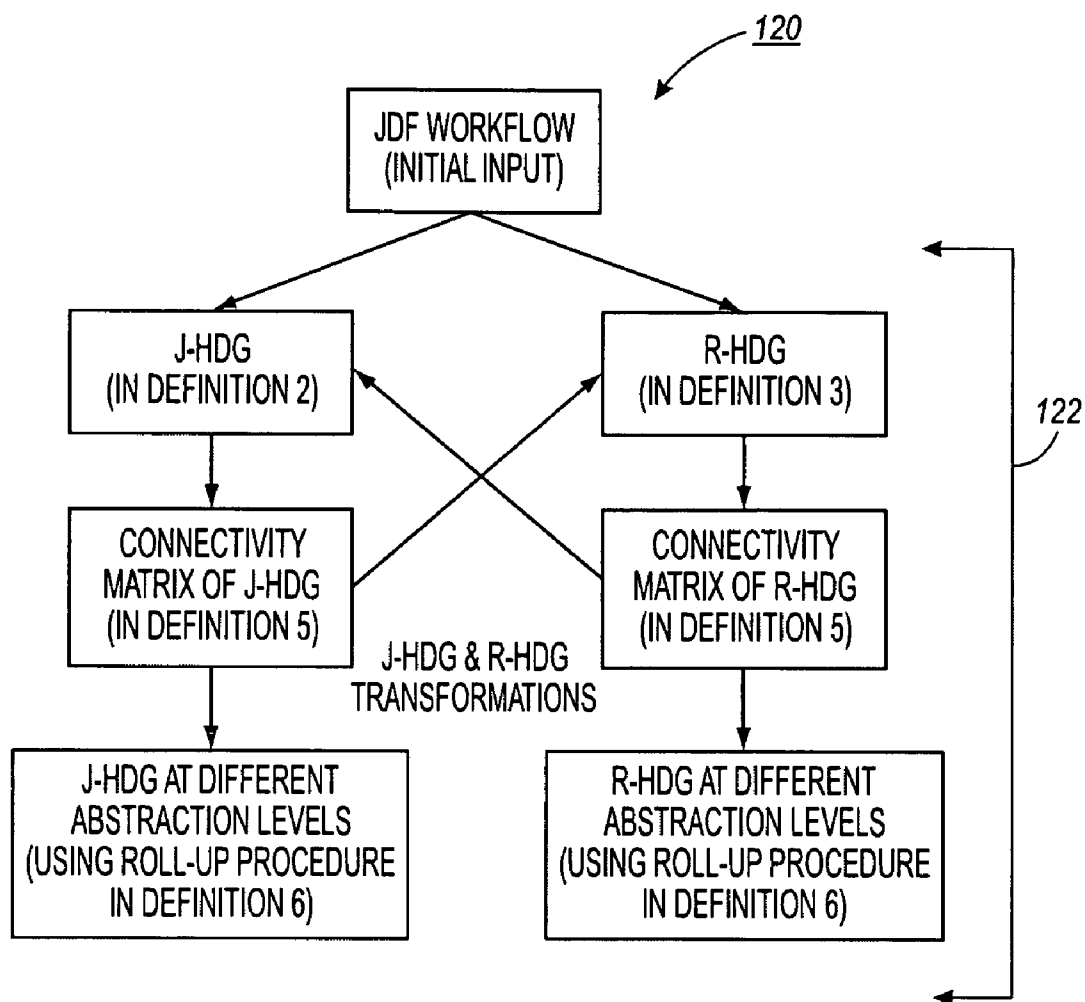 120
JDF WORKFLOW
(INITIAL INPUT)
J-HDG
(IN DEFINITION 2)
R-HDG
(IN DEFINITION 3)
122
CONNECTIVITY
MATRIX OF J-HDG
(IN DEFINITION 5)
CONNECTIVITY
MATRIX OF R-HDG
(IN DEFINITION 5)
J-HDG & R-HDG
TRANSFORMATIONS
J-HDG AT DIFFERENT
ABSTRACTION LEVELS
(USING ROLL-UP PROCEDURE
IN DEFINITION 6)
R-HDG AT DIFFERENT
ABSTRACTION LEVELS
(USING ROLL-UP PROCEDURE
IN DEFINITION 6)